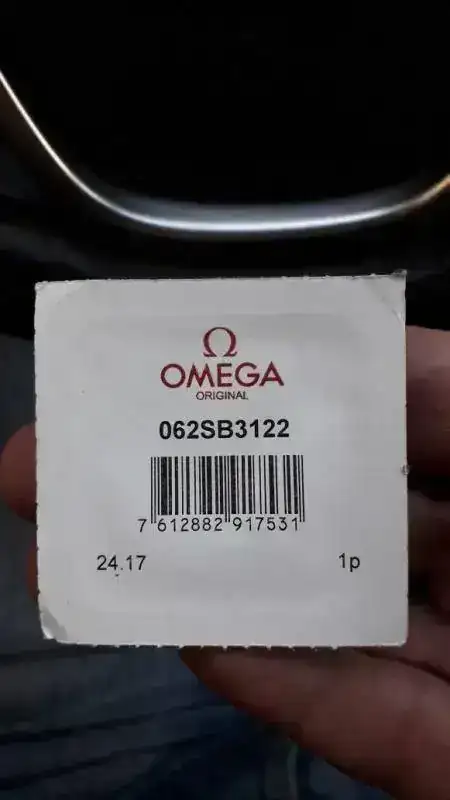 Ω
OMEGA
ORIGINAL
062SB3122
7 612882 917531
24.17 1p